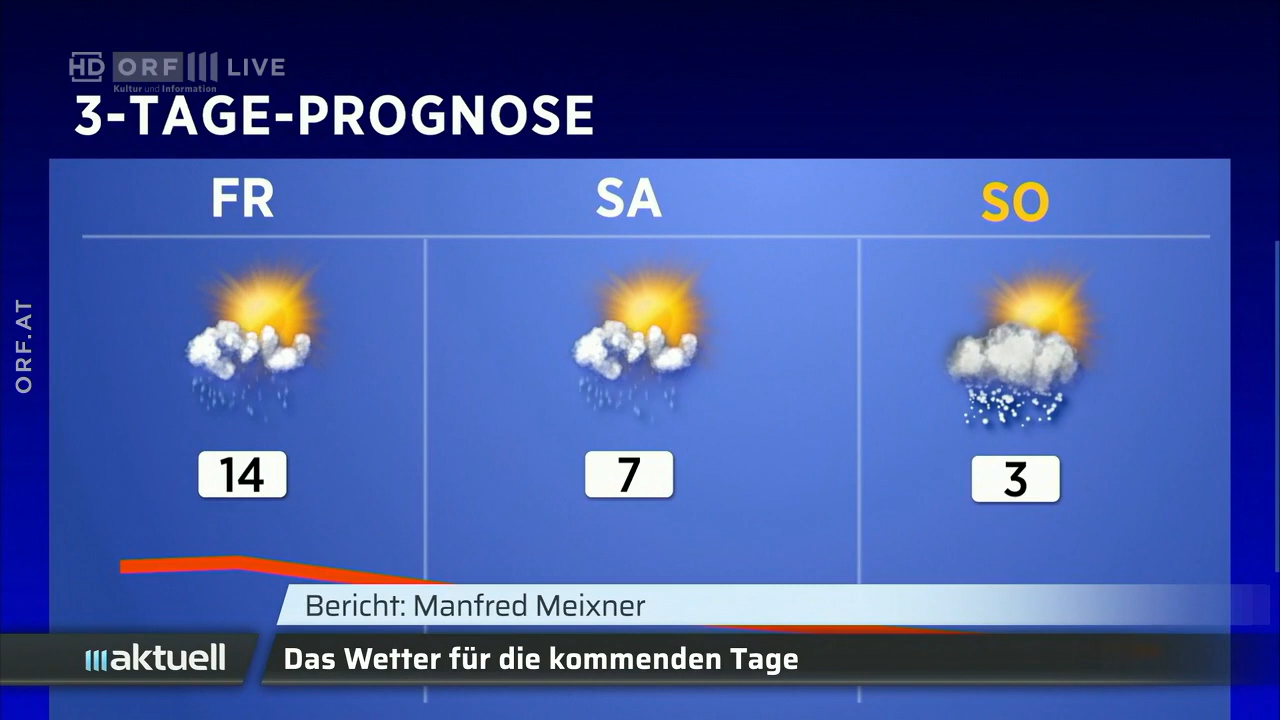 HD ORF III LIVE
Kultur und Information
3-TAGE-PROGNOSE
FR SA SO
ORF.AT
14 7 3
Bericht: Manfred Meixner
III aktuell
Das Wetter für die kommenden Tage